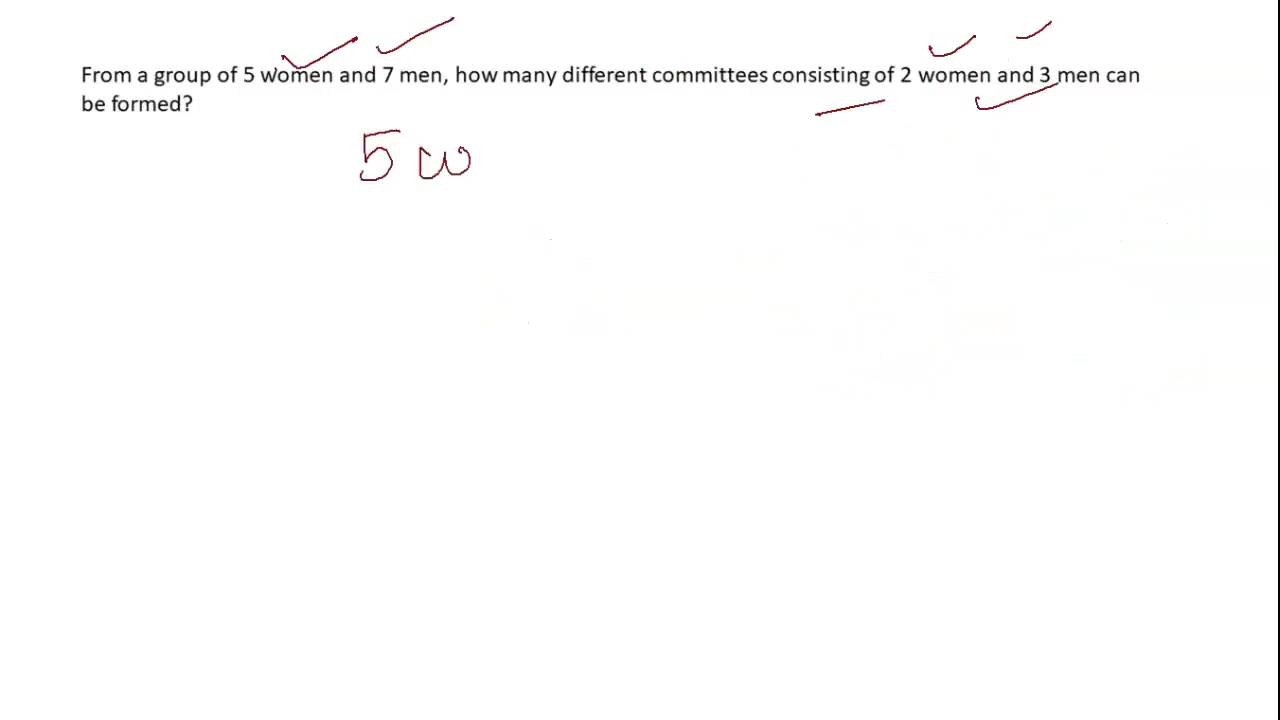 From a group of 5 women and 7 men, how many different committees consisting of 2 women and 3 men can
be formed?
5 w